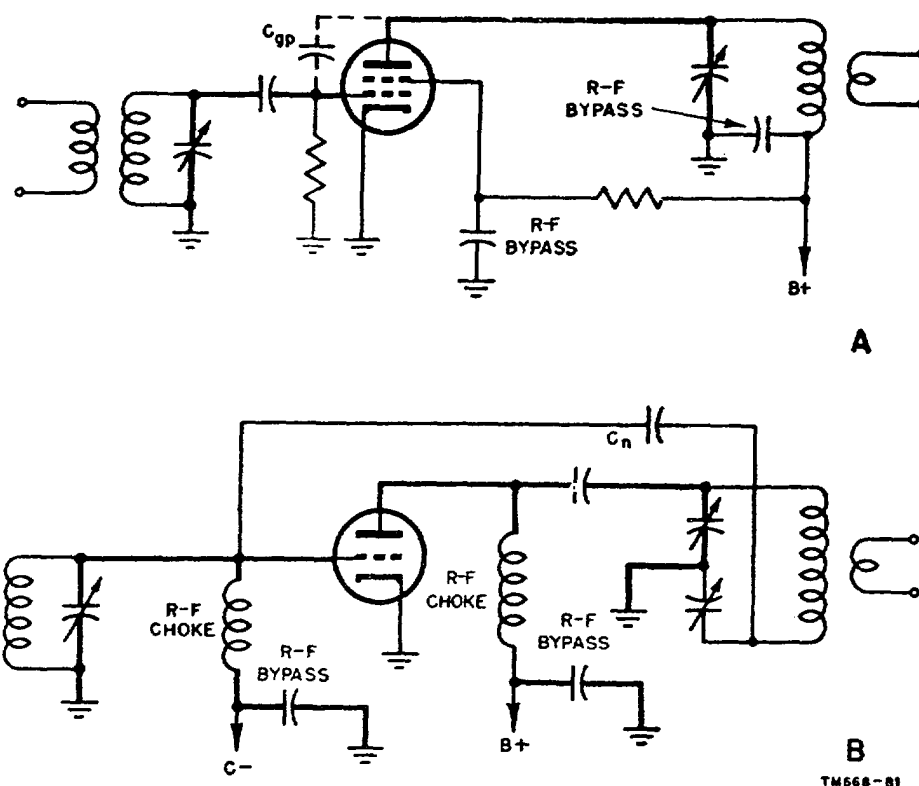 Cgp
R-F
BYPASS
R-F
BYPASS
B+
A
Cn
R-F
CHOKE
R-F
CHOKE
R-F
BYPASS
R-F
BYPASS
C-
B+
B
TM668-81